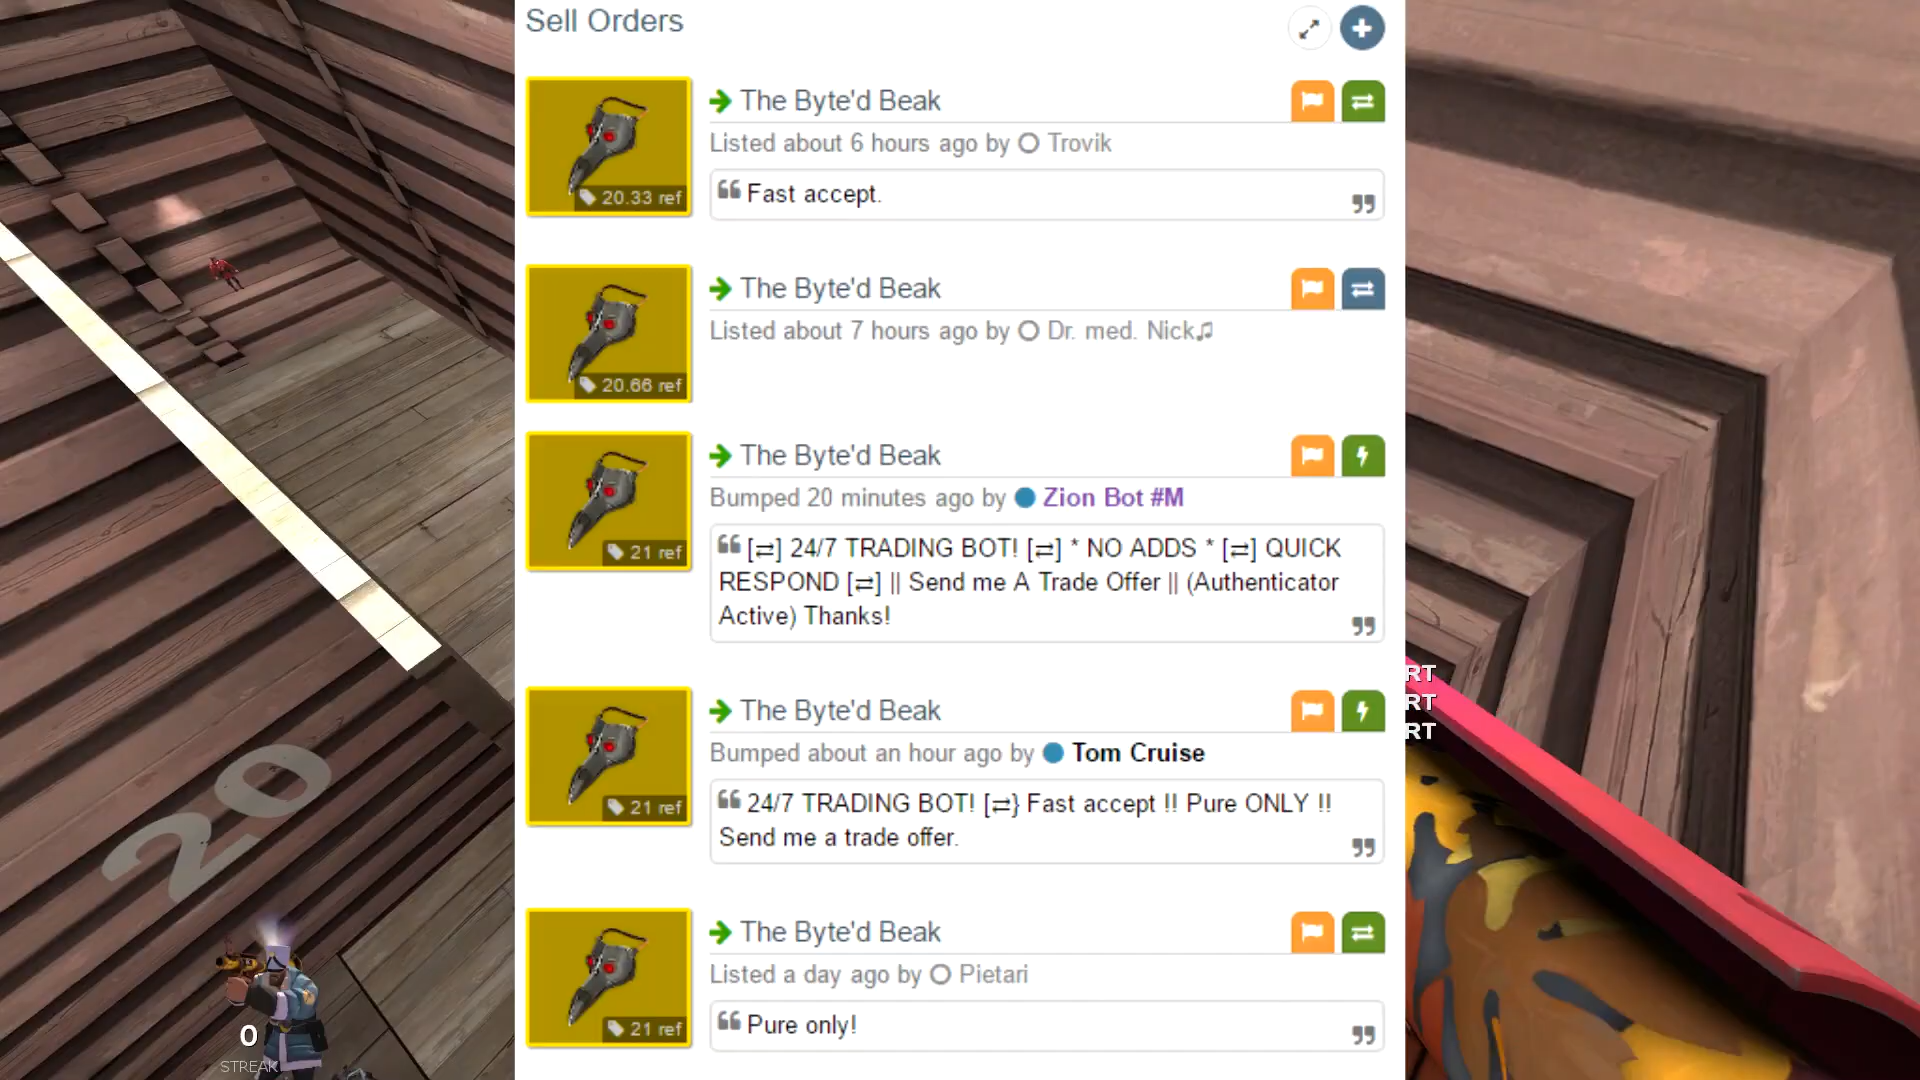 Sell Orders
The Byte'd Beak
Listed about 6 hours ago by Trovik
20.33 ref
Fast accept.
The Byte'd Beak
Listed about 7 hours ago by Dr. med. Nick♫
20.66 ref
The Byte'd Beak
Bumped 20 minutes ago by Zion Bot #M
21 ref
[⇄] 24/7 TRADING BOT! [⇄] * NO ADDS * [⇄] QUICK
RESPOND [⇄] || Send me A Trade Offer || (Authenticator
Active) Thanks!
The Byte'd Beak
Bumped about an hour ago by Tom Cruise
21 ref
24/7 TRADING BOT! [⇄} Fast accept !! Pure ONLY !!
Send me a trade offer.
The Byte'd Beak
Listed a day ago by Pietari
21 ref
Pure only!
20
0
STREAK
RT
RT
RT